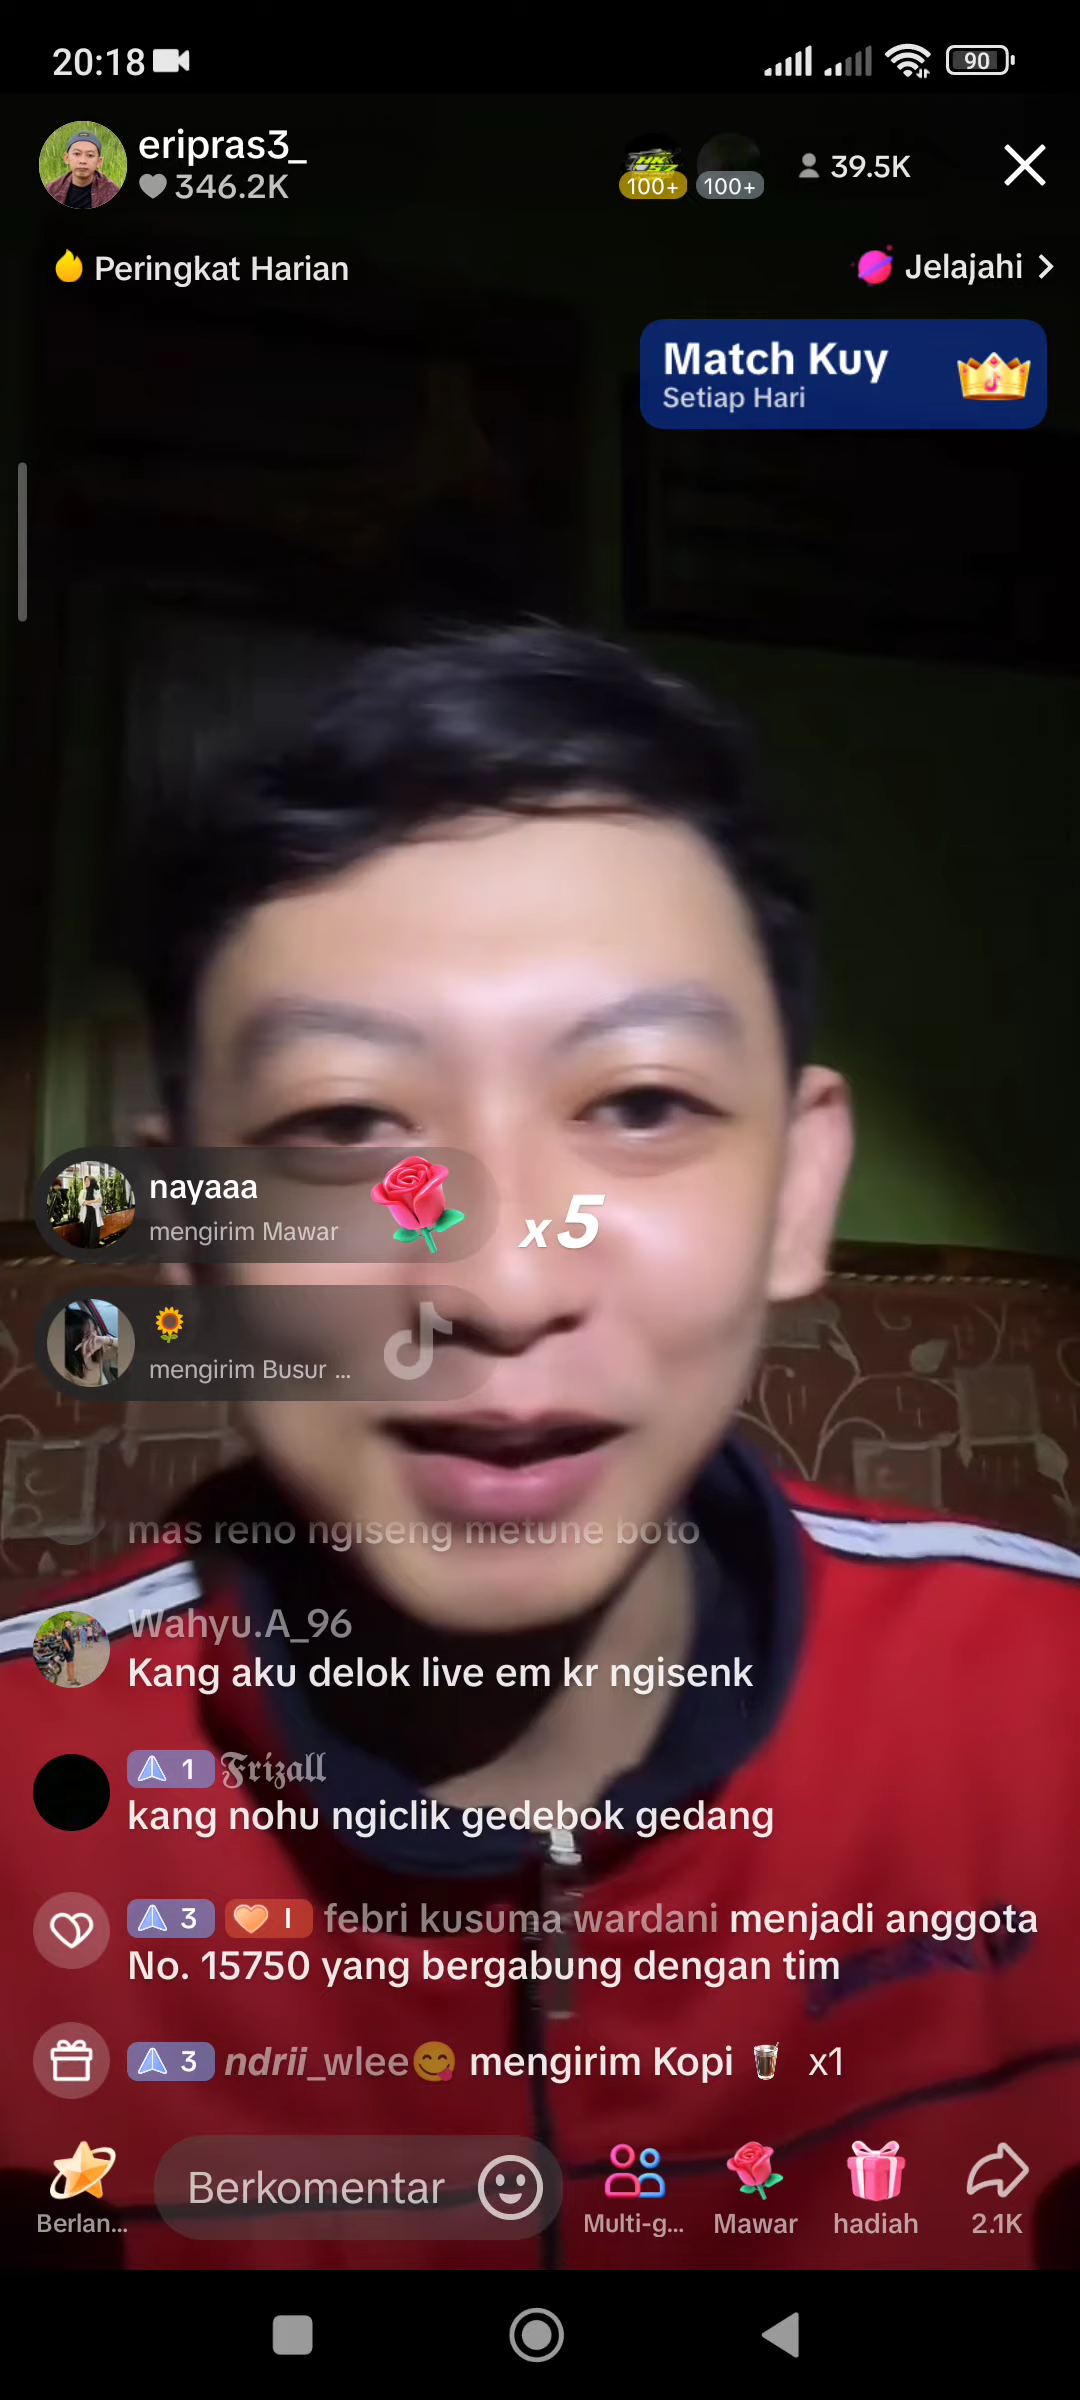 20:18
90
eripras3_
346.2K
100+
100+
39.5K
Peringkat Harian
Jelajahi
Match Kuy
Setiap Hari
nayaaa
mengirim Mawar
x5
mengirim Busur ...
mas reno ngiseng metune boto
Wahyu.A_96
Kang aku delok live em kr ngisenk
1 Frizall
kang nohu ngiclik gedebok gedang
3 I febri kusuma wardani menjadi anggota
No. 15750 yang bergabung dengan tim
3 ndrii_wlee😋 mengirim Kopi x1
Berkomentar
Berlan...
Multi-g...
Mawar
hadiah
2.1K